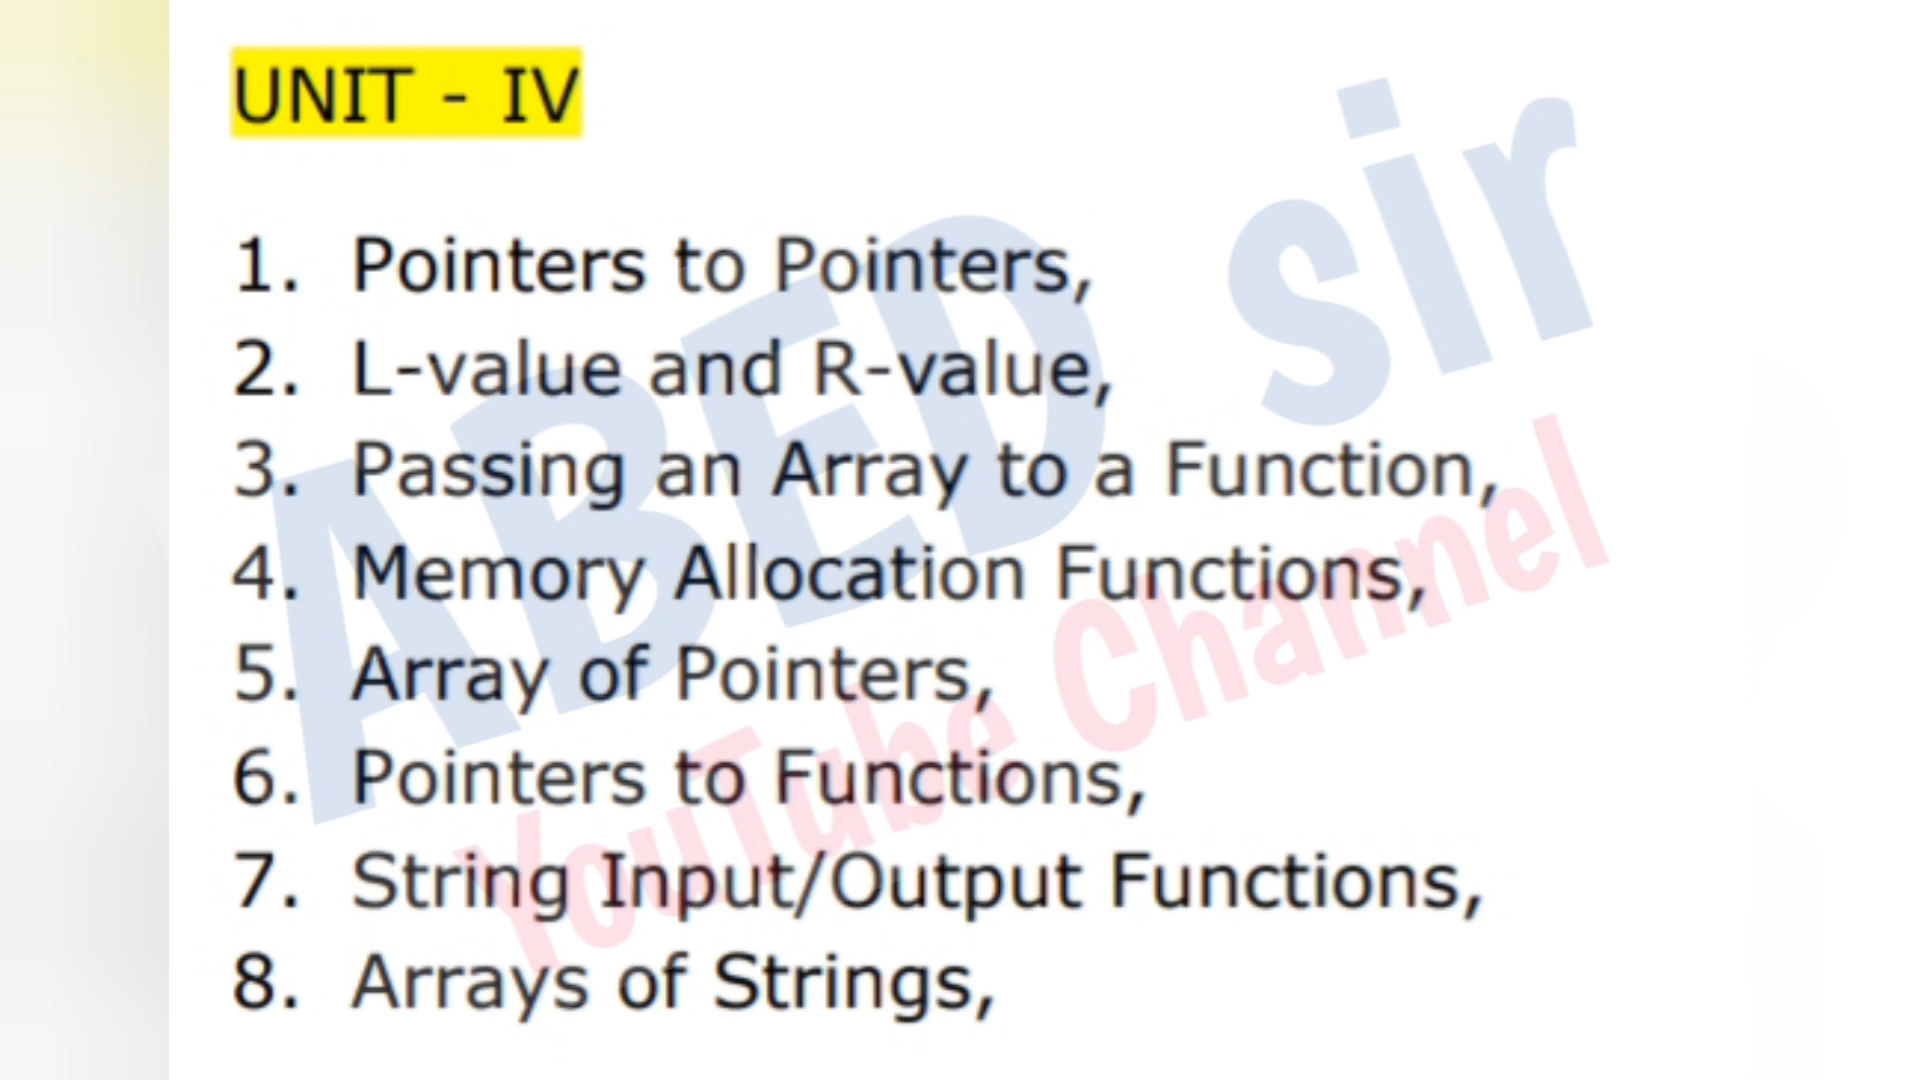 UNIT - IV
1. Pointers to Pointers,
2. L-value and R-value,
3. Passing an Array to a Function,
4. Memory Allocation Functions,
5. Array of Pointers,
6. Pointers to Functions,
7. String Input/Output Functions,
8. Arrays of Strings,
ABED sir
YouTube Channel